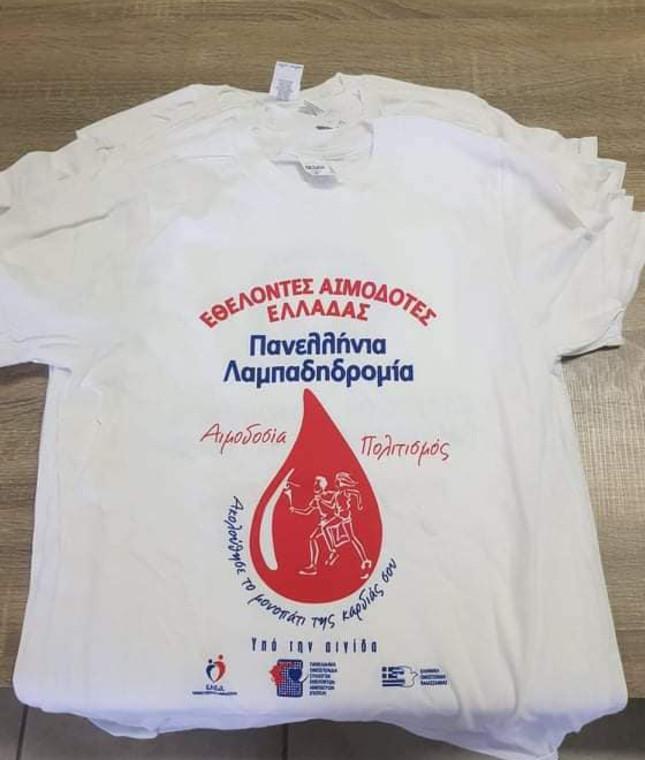 ΕΘΕΛΟΝΤΕΣ ΑΙΜΟΔΟΤΕΣ
ΕΛΛΑΔΑΣ
Πανελλήνια
Λαμπαδηδρομία
Αιμοδοσία
Πολιτισμός
Ακολούθησε το μονοπάτι της καρδιάς σου
Υπό την αιγίδα